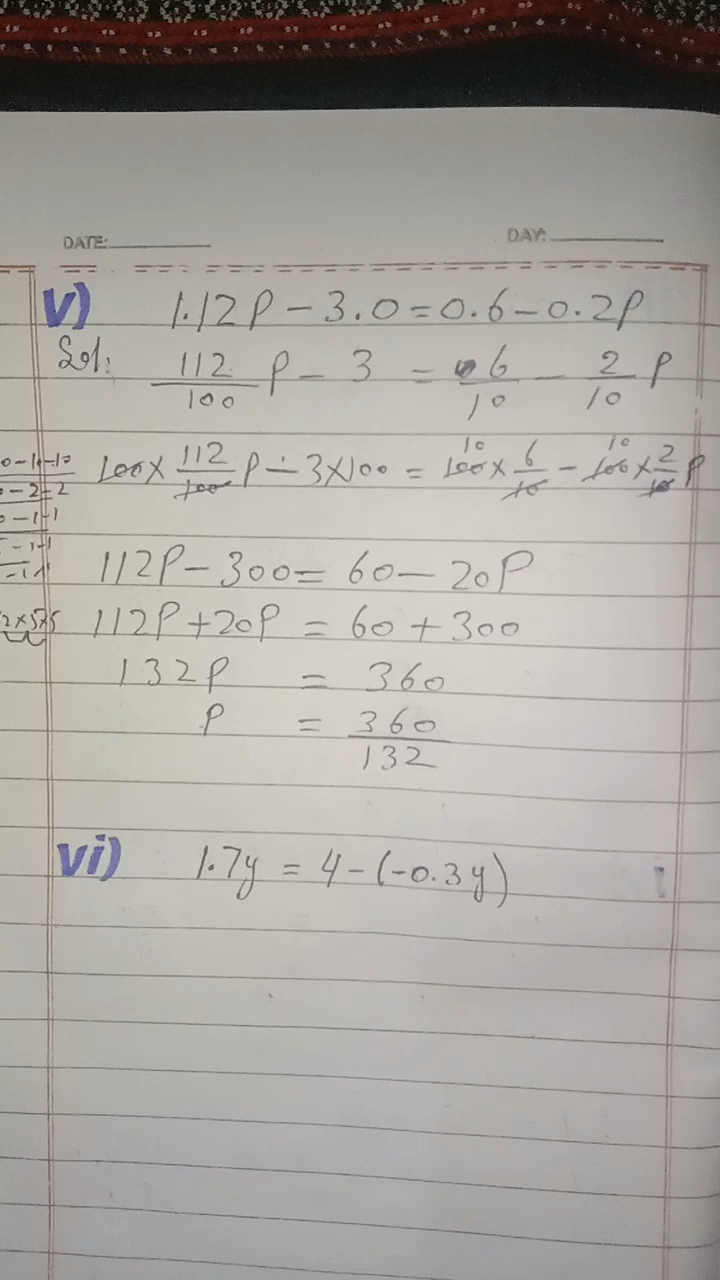 DATE: DAY:
v) 1.12P - 3.0 = 0.6 - 0.2P
Sol: 112/100 P - 3 = 6/10 - 2/10 P
100 × 112/100 P - 3×100 = 10 100 × 6/10 - 10 100 × 2/10 P
112P - 300 = 60 - 20P
112P + 20P = 60 + 300
132P = 360
P = 360/132
vi) 1.7y = 4 - (-0.3y)